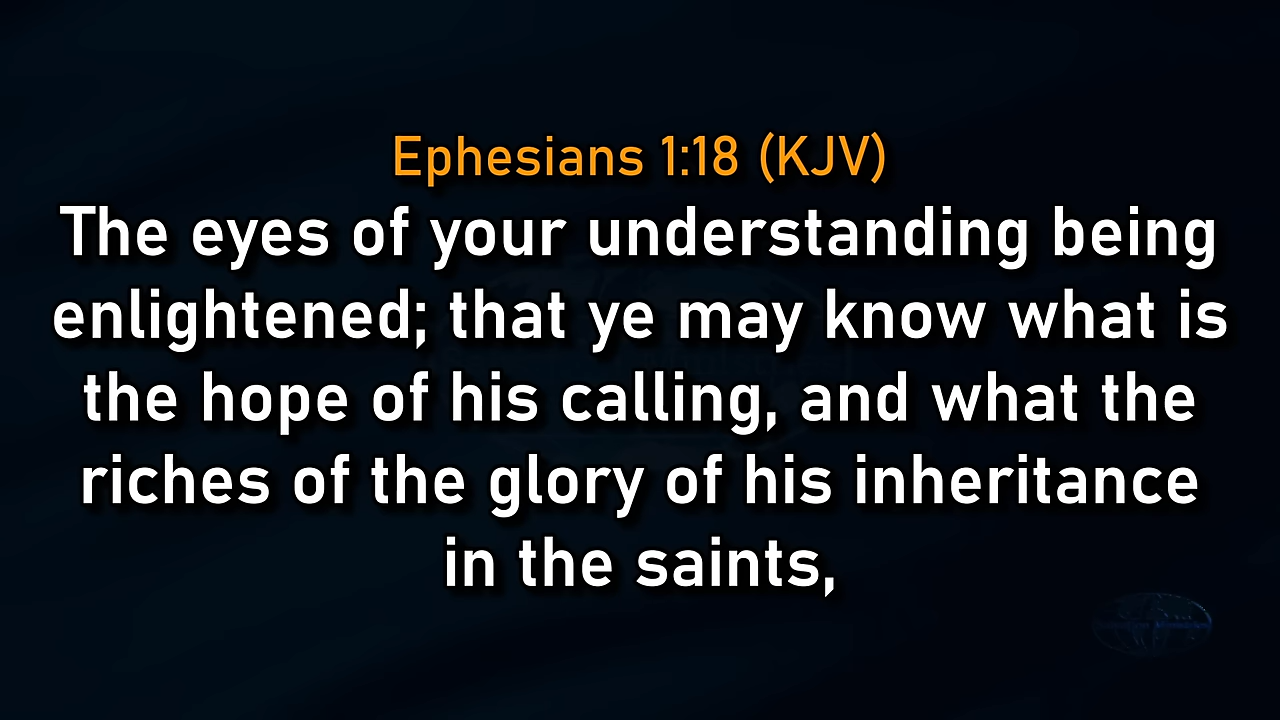 Ephesians 1:18 (KJV)
The eyes of your understanding being
enlightened; that ye may know what is
the hope of his calling, and what the
riches of the glory of his inheritance
in the saints,